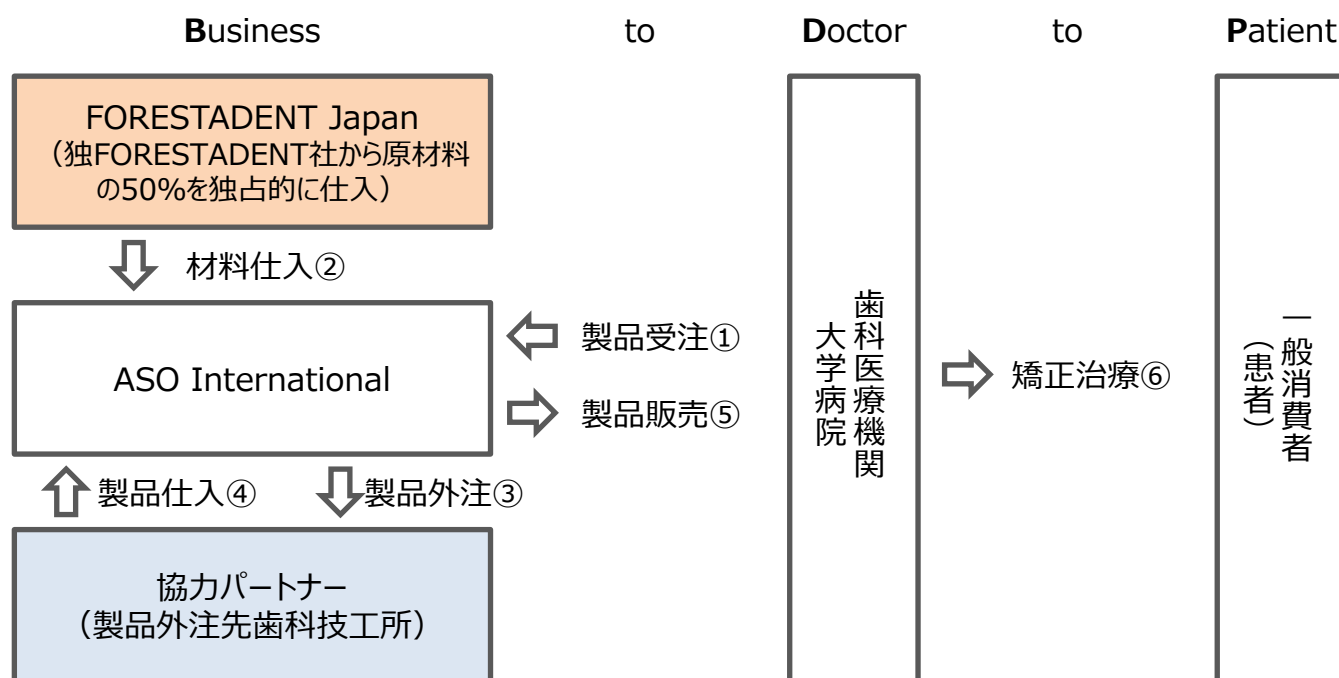 Business to Doctor to Patient
FORESTADENT Japan
（独FORESTADENT社から原材料
の50%を独占的に仕入）
材料仕入②
ASO International
製品受注①
製品販売⑤
製品仕入④
製品外注③
協力パートナー
（製品外注先歯科技工所）
歯科医療機関
大学病院
矯正治療⑥
一般消費者
（患者）